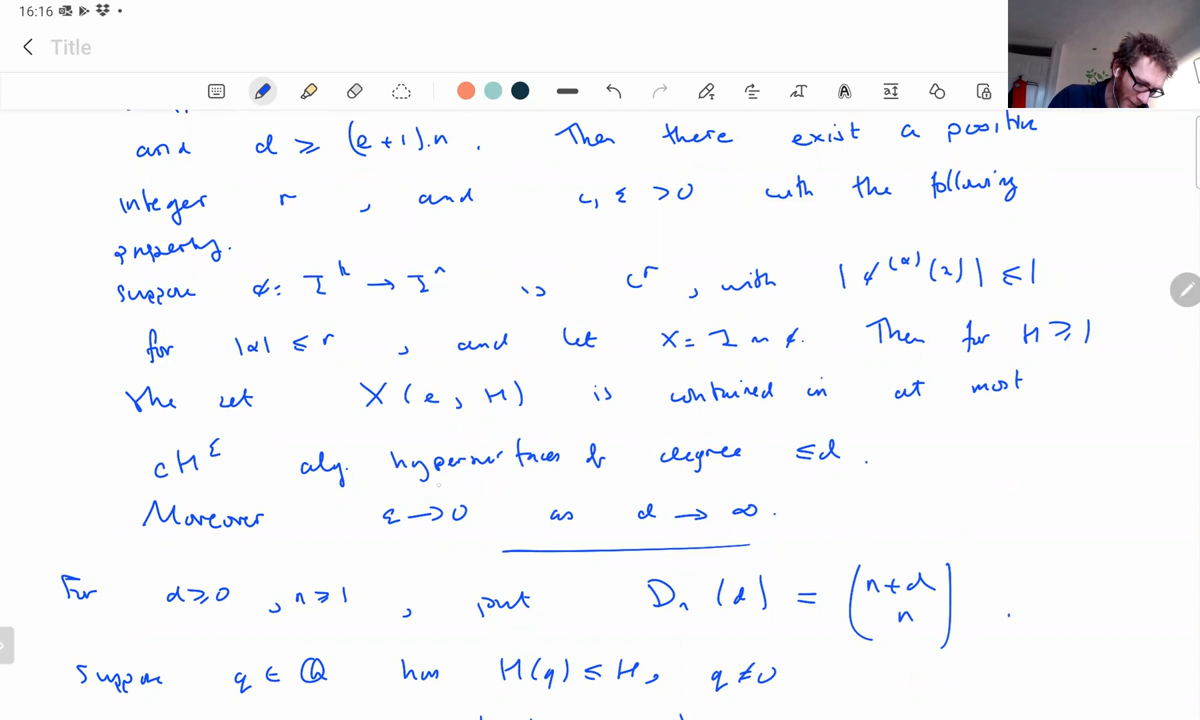 16:16
Title
and d ≥ (e+1).n . Then there exist a positive
integer r , and c, ε > 0 with the following
property.
Suppose φ: I^k → I^n is C^r , with |φ^(α)(x)| ≤ 1
for |α| ≤ r , and let X = Im φ. Then for H ≥ 1
the set X(e, H) is contained in at most
cH^ε alg. hypersurfaces of degree ≤ d .
Moreover ε → 0 as d → ∞ .
For d ≥ 0 , n ≥ 1 , put D_n(d) = (n+d n) .
Suppose q ∈ ℚ has H(q) ≤ H, q ≠ 0